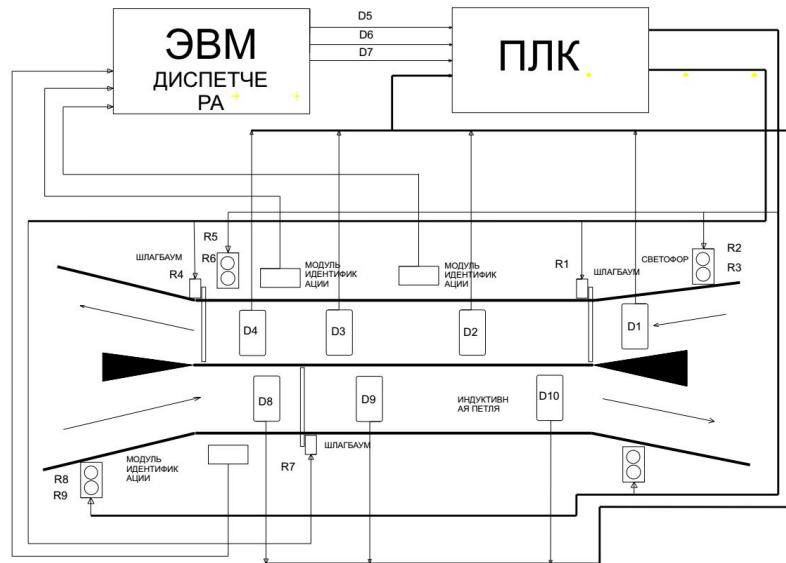 D5
D6
D7
ЭВМ
ДИСПЕТЧЕ
РА
ПЛК
R5
R6
ШЛАГБАУМ
R4
МОДУЛЬ
ИДЕНТИФИК
АЦИИ
МОДУЛЬ
ИДЕНТИФИК
АЦИИ
R1
ШЛАГБАУМ
СВЕТОФОР
R2
R3
D4
D3
D2
D1
D8
D9
ИНДУКТИВН
АЯ ПЕТЛЯ
D10
МОДУЛЬ
ИДЕНТИФИК
АЦИИ
R7
ШЛАГБАУМ
R8
R9